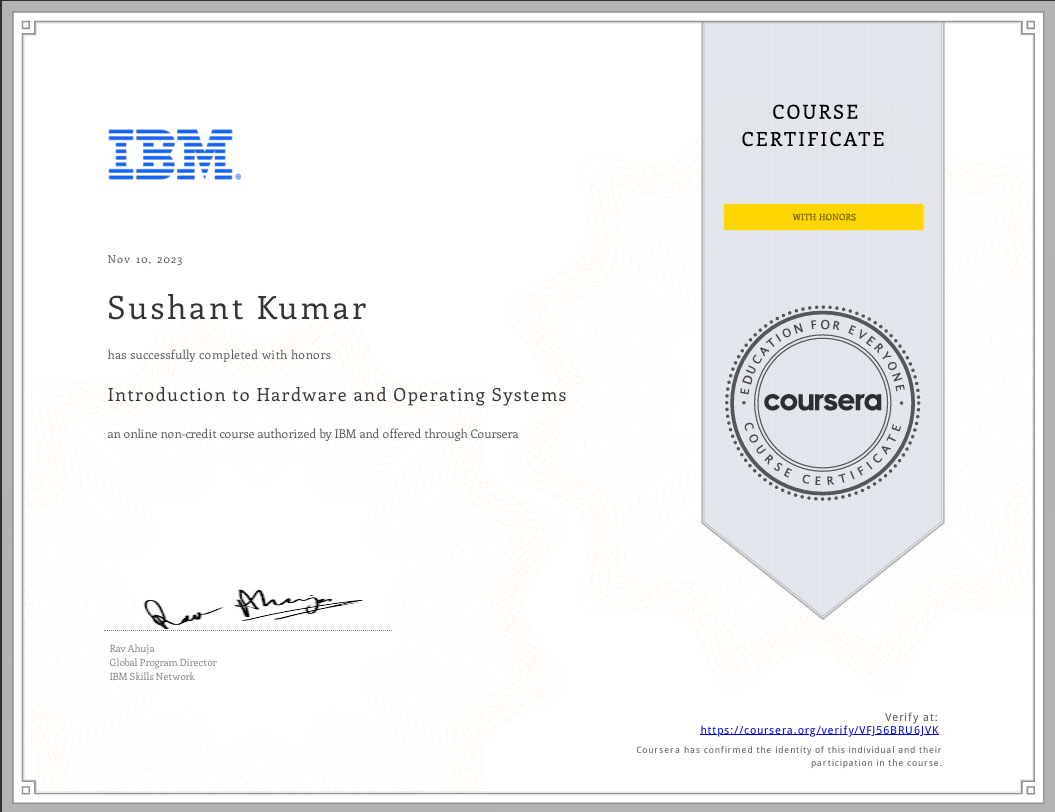 COURSE
CERTIFICATE
IBM®
WITH HONORS
Nov 10, 2023
Sushant Kumar
has successfully completed with honors
Introduction to Hardware and Operating Systems
an online non-credit course authorized by IBM and offered through Coursera
EDUCATION FOR EVERYONE
coursera
COURSE CERTIFICATE
Rav Ahuja
Rav Ahuja
Global Program Director
IBM Skills Network
Verify at:
https://coursera.org/verify/VFJ56BRU6JVK
Coursera has confirmed the identity of this individual and their
participation in the course.